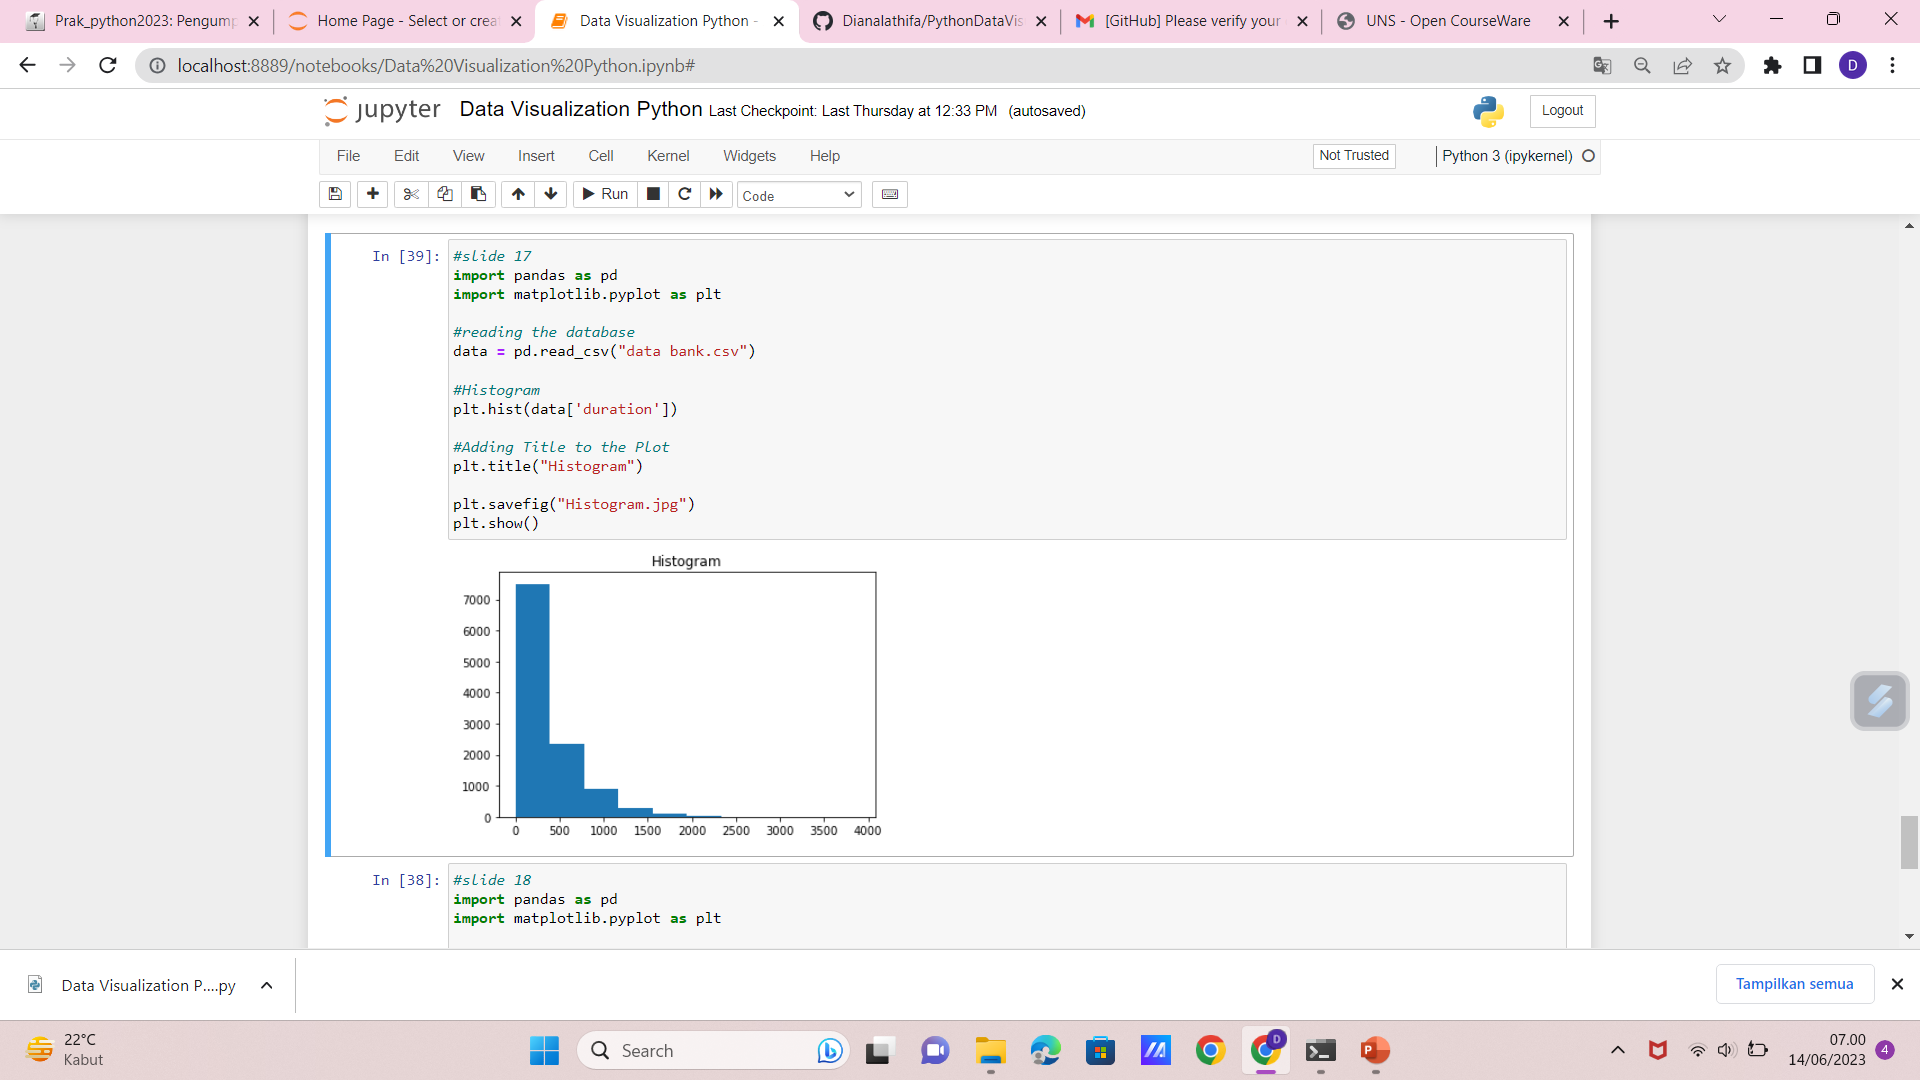 Prak_python2023: Pengump
Home Page - Select or creat
Data Visualization Python -
Dianalathifa/PythonDataVis
[GitHub] Please verify your
UNS - Open CourseWare
localhost:8889/notebooks/Data%20Visualization%20Python.ipynb#
D
jupyter Data Visualization Python Last Checkpoint: Last Thursday at 12:33 PM (autosaved)
Logout
File Edit View Insert Cell Kernel Widgets Help
Not Trusted
Python 3 (ipykernel)
Run
Code
In [39]:
#slide 17
import pandas as pd
import matplotlib.pyplot as plt
#reading the database
data = pd.read_csv("data bank.csv")
#Histogram
plt.hist(data['duration'])
#Adding Title to the Plot
plt.title("Histogram")
plt.savefig("Histogram.jpg")
plt.show()
Histogram
7000
6000
5000
4000
3000
2000
1000
0
0 500 1000 1500 2000 2500 3000 3500 4000
In [38]:
#slide 18
import pandas as pd
import matplotlib.pyplot as plt
Data Visualization P....py
Tampilkan semua
22°C
Kabut
Search
D
07.00
14/06/2023
4